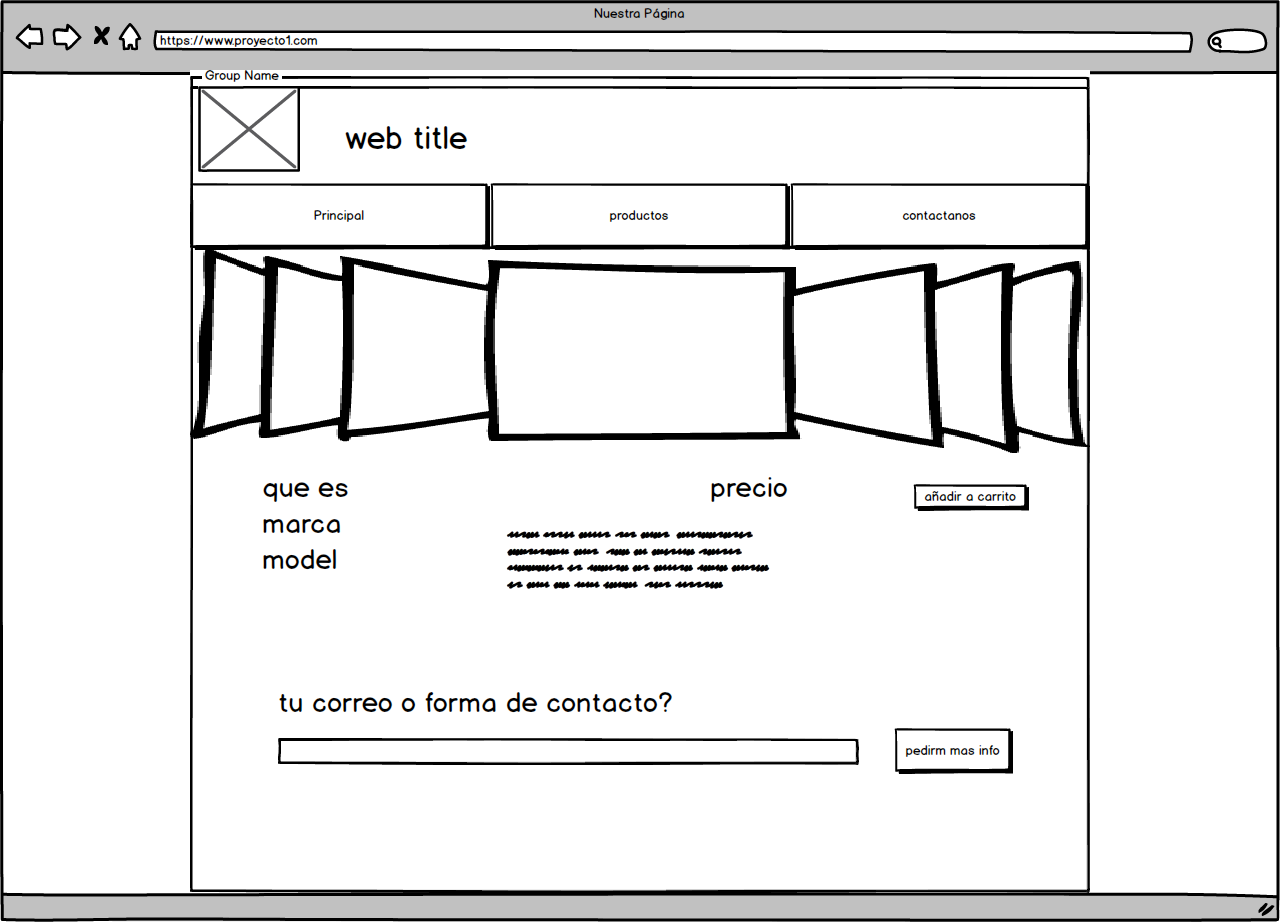 Nuestra Página
https://www.proyecto1.com
Group Name
web title
Principal
productos
contactanos
que es
precio
añadir a carrito
marca
model
tu correo o forma de contacto?
pedirm mas info